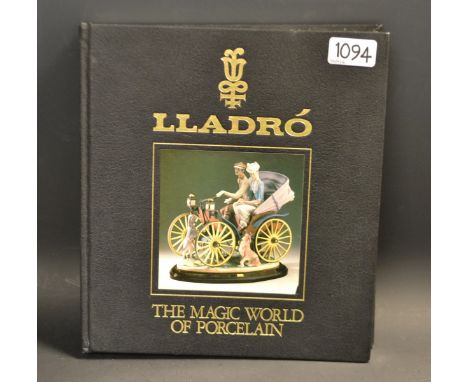 1094
LLADRÓ
THE MAGIC WORLD
OF PORCELAIN